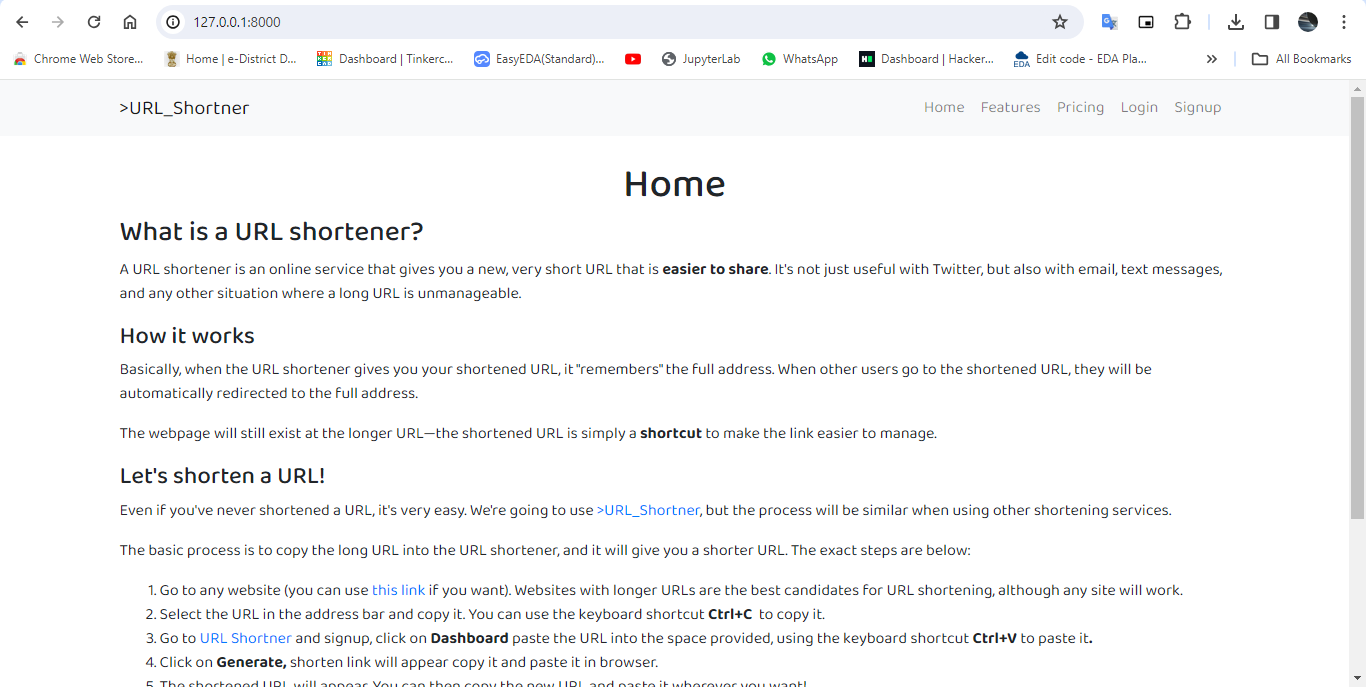 127.0.0.1:8000
Chrome Web Store... Home | e-District D... Dashboard | Tinkerc... EasyEDA(Standard)... JupyterLab WhatsApp Dashboard | Hacker... EDA Edit code - EDA Pla... » All Bookmarks
>URL_Shortner Home Features Pricing Login Signup
Home
What is a URL shortener?
A URL shortener is an online service that gives you a new, very short URL that is easier to share. It's not just useful with Twitter, but also with email, text messages,
and any other situation where a long URL is unmanageable.
How it works
Basically, when the URL shortener gives you your shortened URL, it "remembers" the full address. When other users go to the shortened URL, they will be
automatically redirected to the full address.
The webpage will still exist at the longer URL—the shortened URL is simply a shortcut to make the link easier to manage.
Let's shorten a URL!
Even if you've never shortened a URL, it's very easy. We're going to use >URL_Shortner, but the process will be similar when using other shortening services.
The basic process is to copy the long URL into the URL shortener, and it will give you a shorter URL. The exact steps are below:
1. Go to any website (you can use this link if you want). Websites with longer URLs are the best candidates for URL shortening, although any site will work.
2. Select the URL in the address bar and copy it. You can use the keyboard shortcut Ctrl+C to copy it.
3. Go to URL Shortner and signup, click on Dashboard paste the URL into the space provided, using the keyboard shortcut Ctrl+V to paste it.
4. Click on Generate, shorten link will appear copy it and paste it in browser.
5. The shortened URL will appear. You can then copy the new URL and paste it wherever you want!